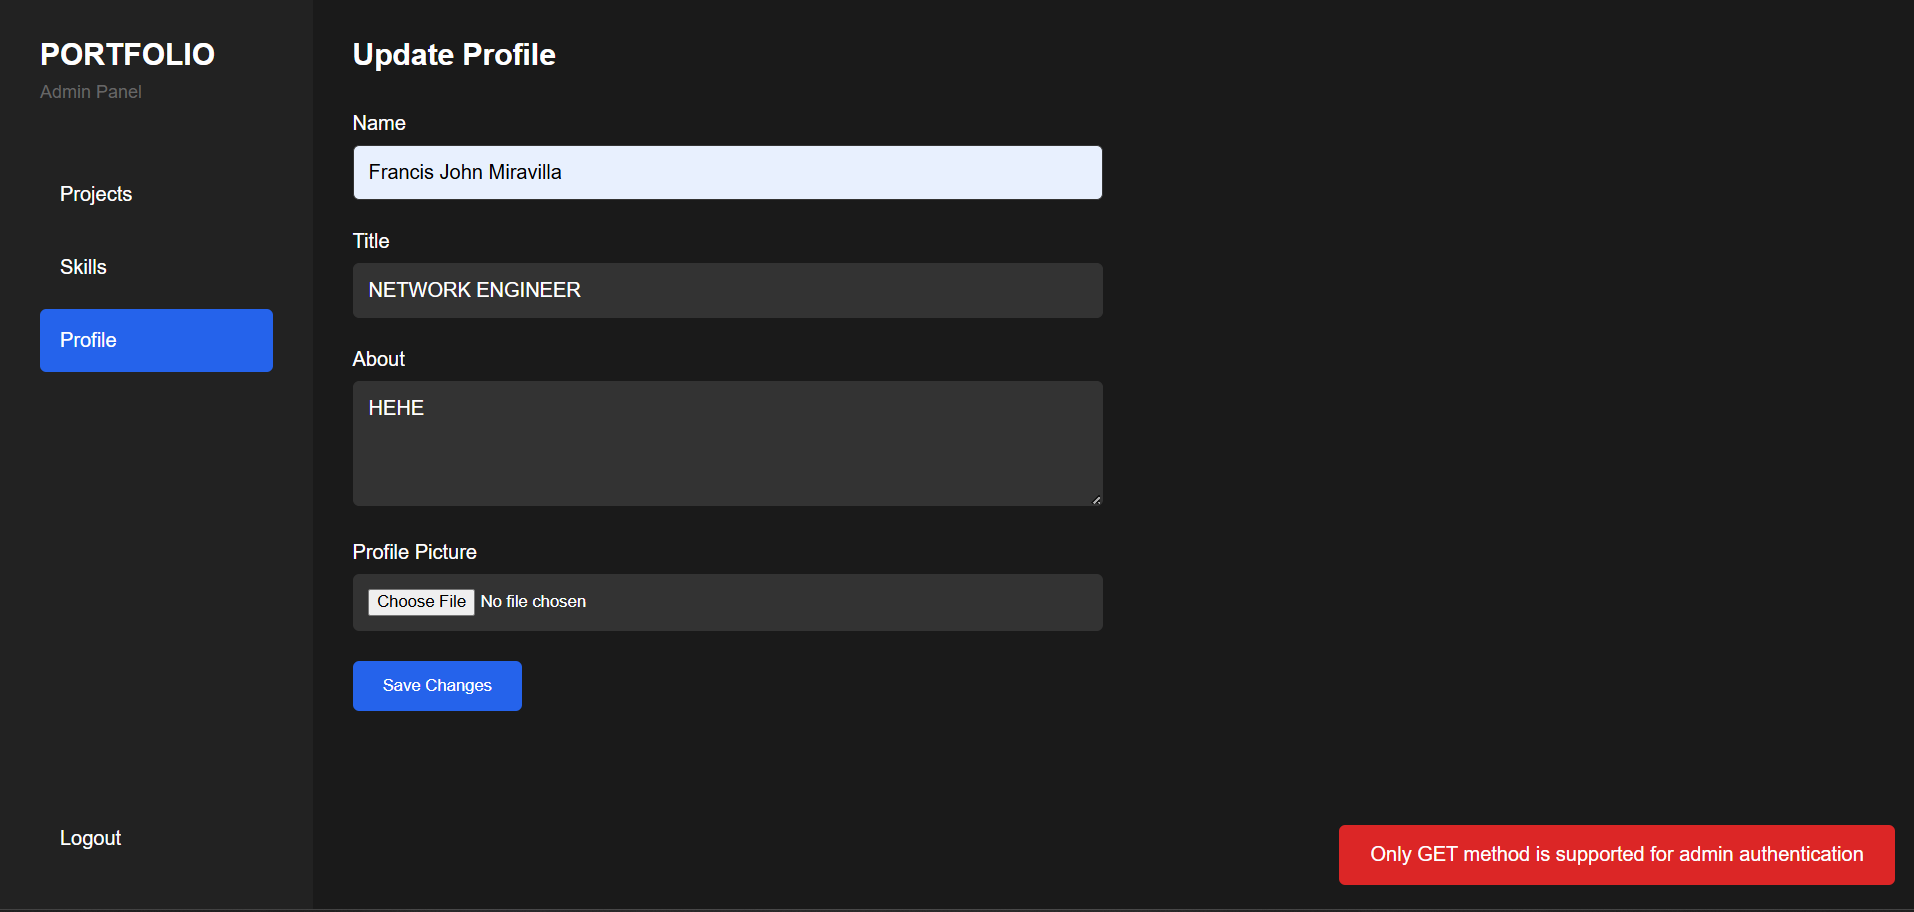 PORTFOLIO
Admin Panel
Projects
Skills
Profile
Logout
Update Profile
Name
Francis John Miravilla
Title
NETWORK ENGINEER
About
HEHE
Profile Picture
Choose File No file chosen
Save Changes
Only GET method is supported for admin authentication